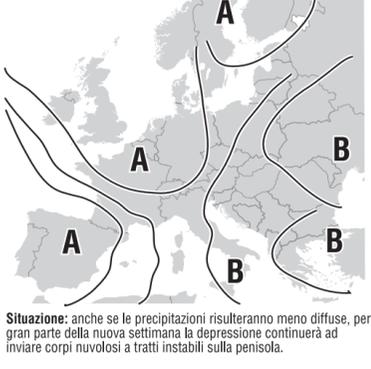 A
A
B
A
B
B
Situazione: anche se le precipitazioni risulteranno meno diffuse, per
gran parte della nuova settimana la depressione continuerà ad
inviare corpi nuvolosi a tratti instabili sulla penisola.